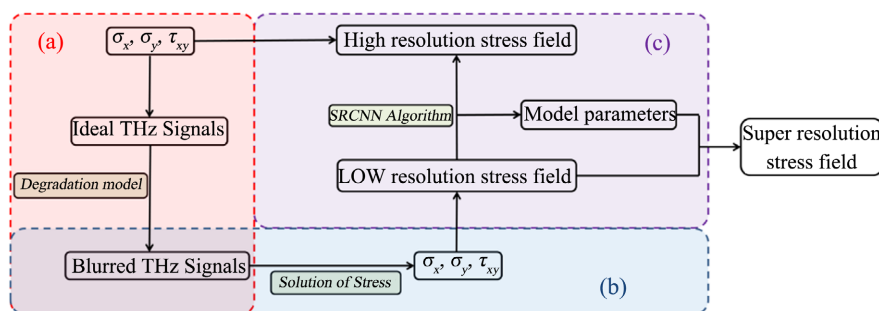 (a)
σx, σy, τxy
High resolution stress field
(c)
SRCNN Algorithm
Model parameters
Ideal THz Signals
Super resolution
stress field
Degradation model
LOW resolution stress field
Blurred THz Signals
Solution of Stress
σx, σy, τxy
(b)